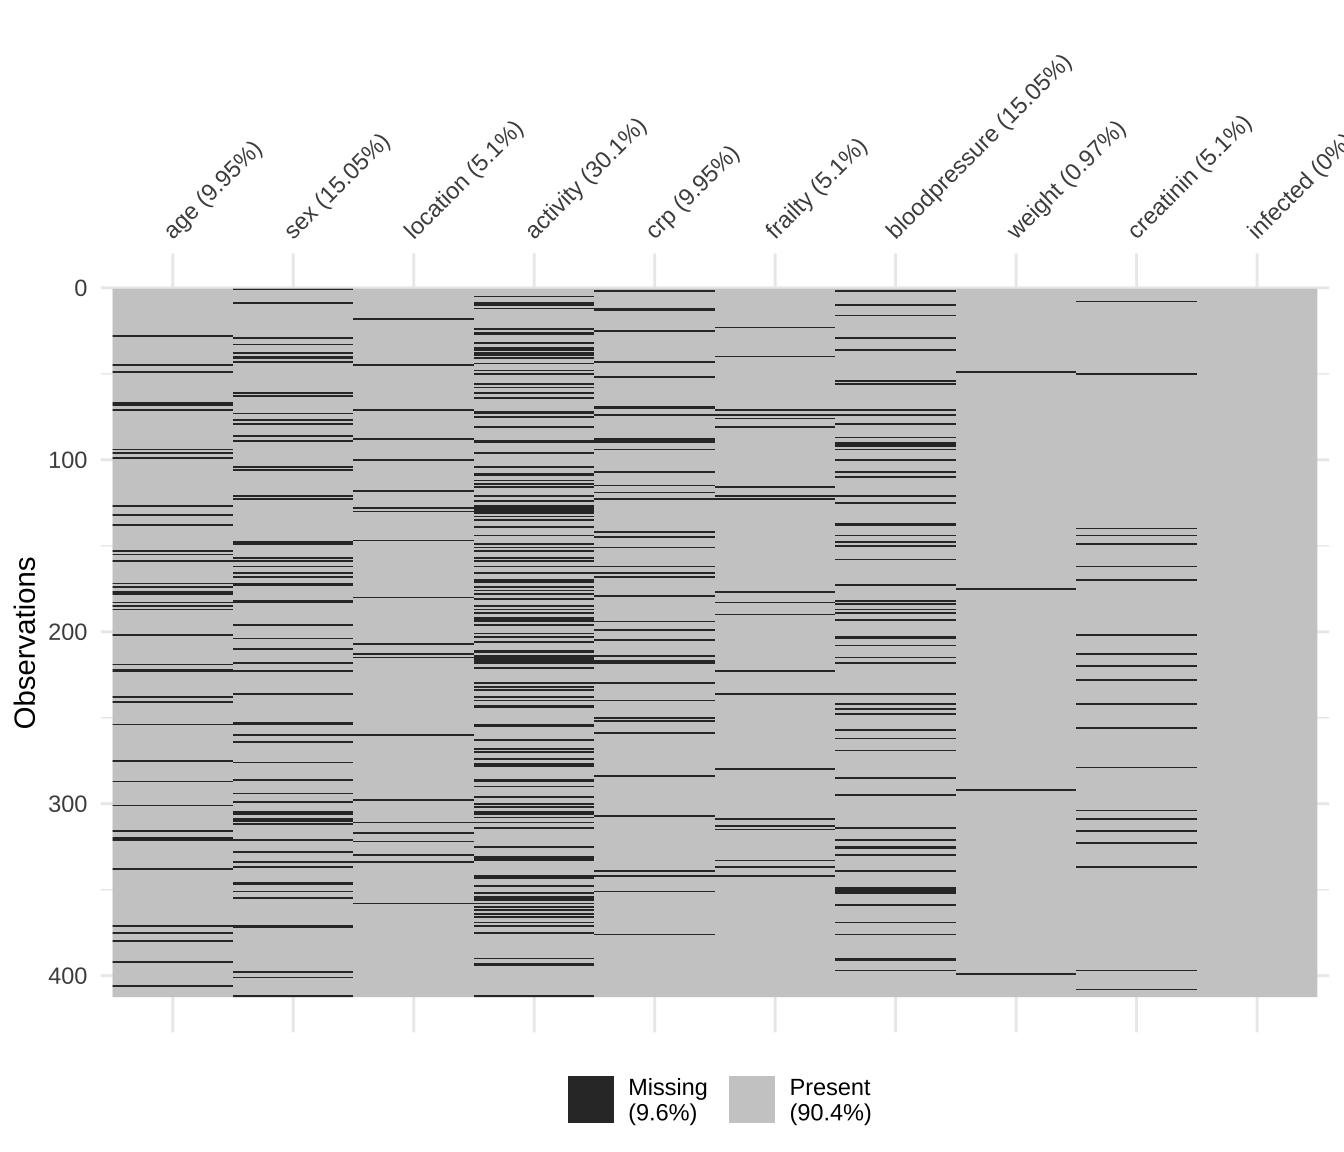 age (9.95%)
sex (15.05%)
location (5.1%)
activity (30.1%)
crp (9.95%)
frailty (5.1%)
bloodpressure (15.05%)
weight (0.97%)
creatinin (5.1%)
infected (0%
0
100
200
300
400
Observations
Missing
(9.6%)
Present
(90.4%)